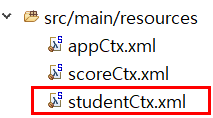 src/main/resources
appCtx.xml
scoreCtx.xml
studentCtx.xml